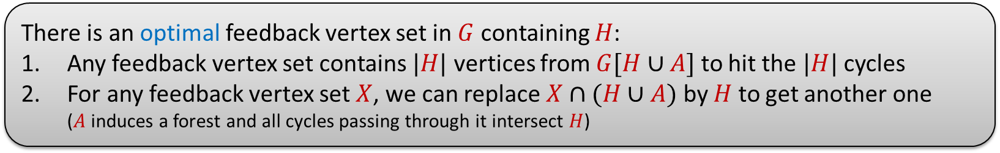 There is an optimal feedback vertex set in G containing H:
1. Any feedback vertex set contains |H| vertices from G[H ∪ A] to hit the |H| cycles
2. For any feedback vertex set X, we can replace X ∩ (H ∪ A) by H to get another one
(A induces a forest and all cycles passing through it intersect H)